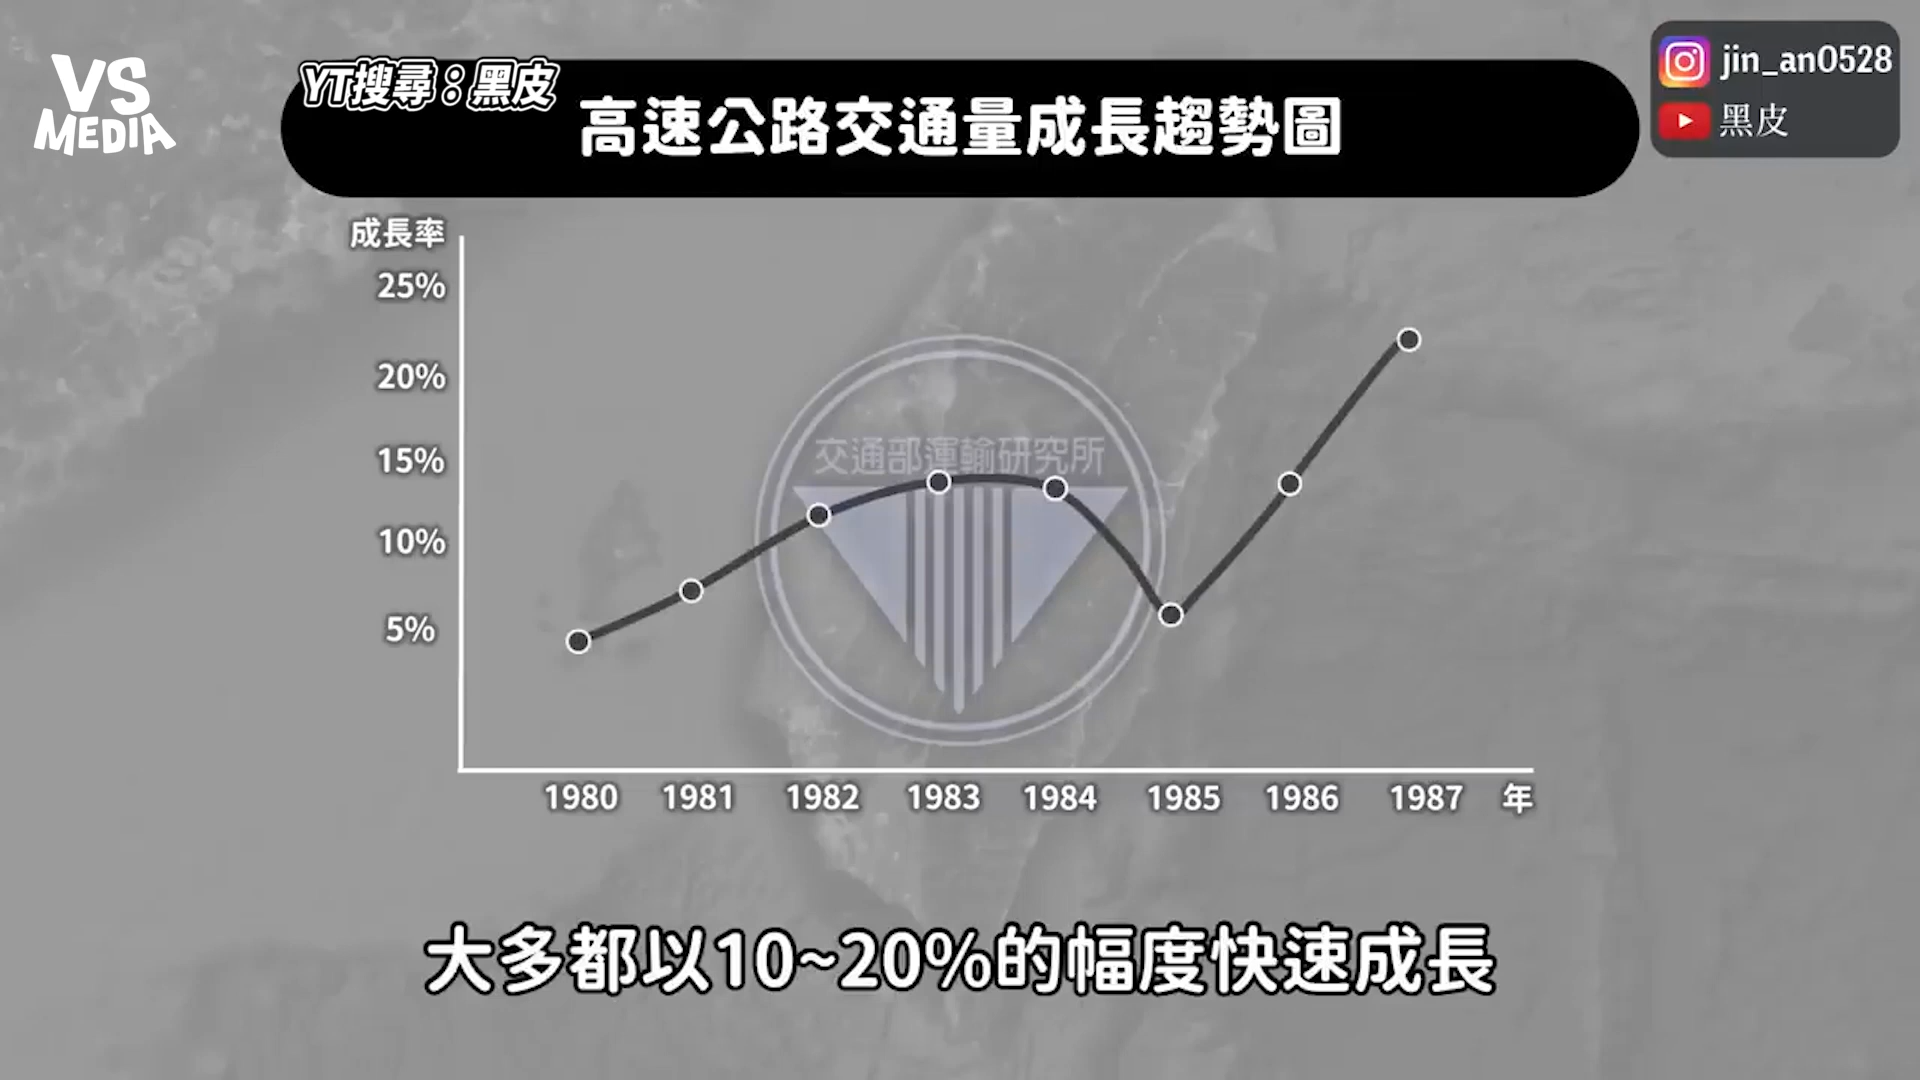 VS
MEDIA
YT搜尋：黑皮
高速公路交通量成長趨勢圖
jin_an0528
黑皮
成長率
25%
20%
15%
10%
5%
交通部運輸研究所
1980 1981 1982 1983 1984 1985 1986 1987 年
大多都以10~20%的幅度快速成長